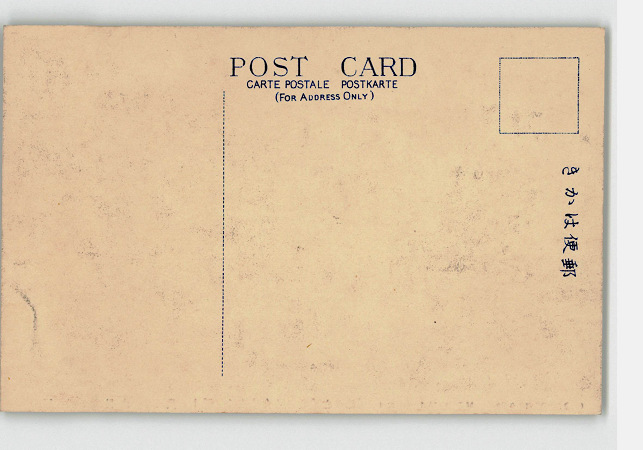 POST CARD
CARTE POSTALE POSTKARTE
(FOR ADDRESS ONLY)
きかは便郵